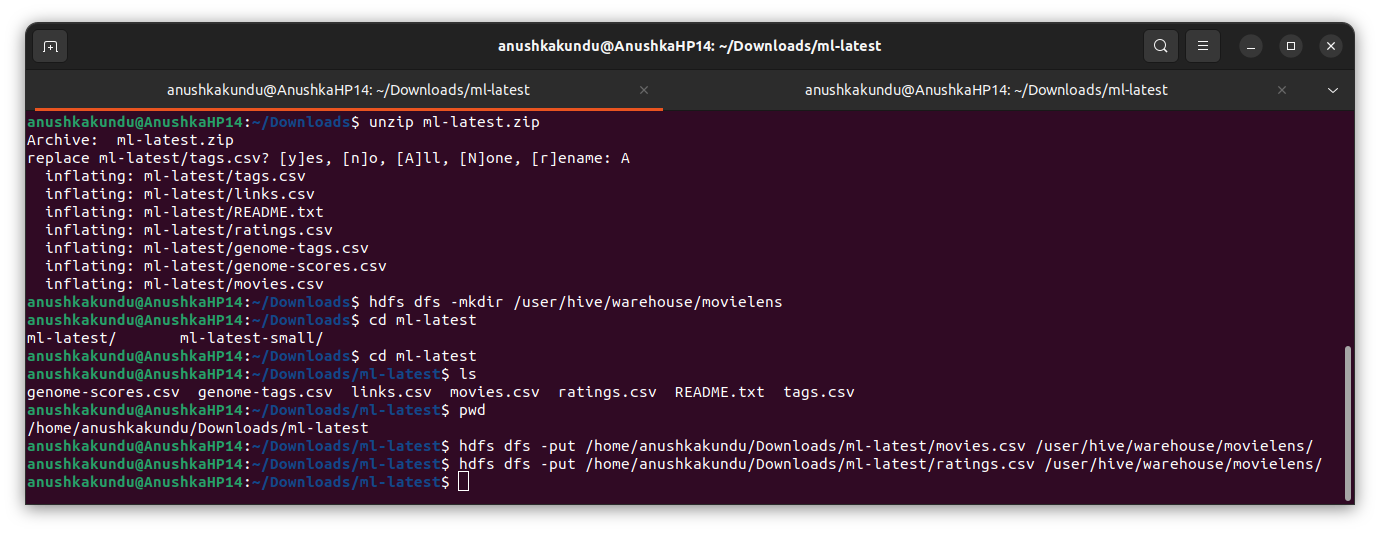 anushkakundu@AnushkaHP14: ~/Downloads/ml-latest
anushkakundu@AnushkaHP14: ~/Downloads/ml-latest
anushkakundu@AnushkaHP14: ~/Downloads/ml-latest
anushkakundu@AnushkaHP14:~/Downloads$ unzip ml-latest.zip
Archive:  ml-latest.zip
replace ml-latest/tags.csv? [y]es, [n]o, [A]ll, [N]one, [r]ename: A
  inflating: ml-latest/tags.csv
  inflating: ml-latest/links.csv
  inflating: ml-latest/README.txt
  inflating: ml-latest/ratings.csv
  inflating: ml-latest/genome-tags.csv
  inflating: ml-latest/genome-scores.csv
  inflating: ml-latest/movies.csv
anushkakundu@AnushkaHP14:~/Downloads$ hdfs dfs -mkdir /user/hive/warehouse/movielens
anushkakundu@AnushkaHP14:~/Downloads$ cd ml-latest
ml-latest/       ml-latest-small/
anushkakundu@AnushkaHP14:~/Downloads$ cd ml-latest
anushkakundu@AnushkaHP14:~/Downloads/ml-latest$ ls
genome-scores.csv  genome-tags.csv  links.csv  movies.csv  ratings.csv  README.txt  tags.csv
anushkakundu@AnushkaHP14:~/Downloads/ml-latest$ pwd
/home/anushkakundu/Downloads/ml-latest
anushkakundu@AnushkaHP14:~/Downloads/ml-latest$ hdfs dfs -put /home/anushkakundu/Downloads/ml-latest/movies.csv /user/hive/warehouse/movielens/
anushkakundu@AnushkaHP14:~/Downloads/ml-latest$ hdfs dfs -put /home/anushkakundu/Downloads/ml-latest/ratings.csv /user/hive/warehouse/movielens/
anushkakundu@AnushkaHP14:~/Downloads/ml-latest$